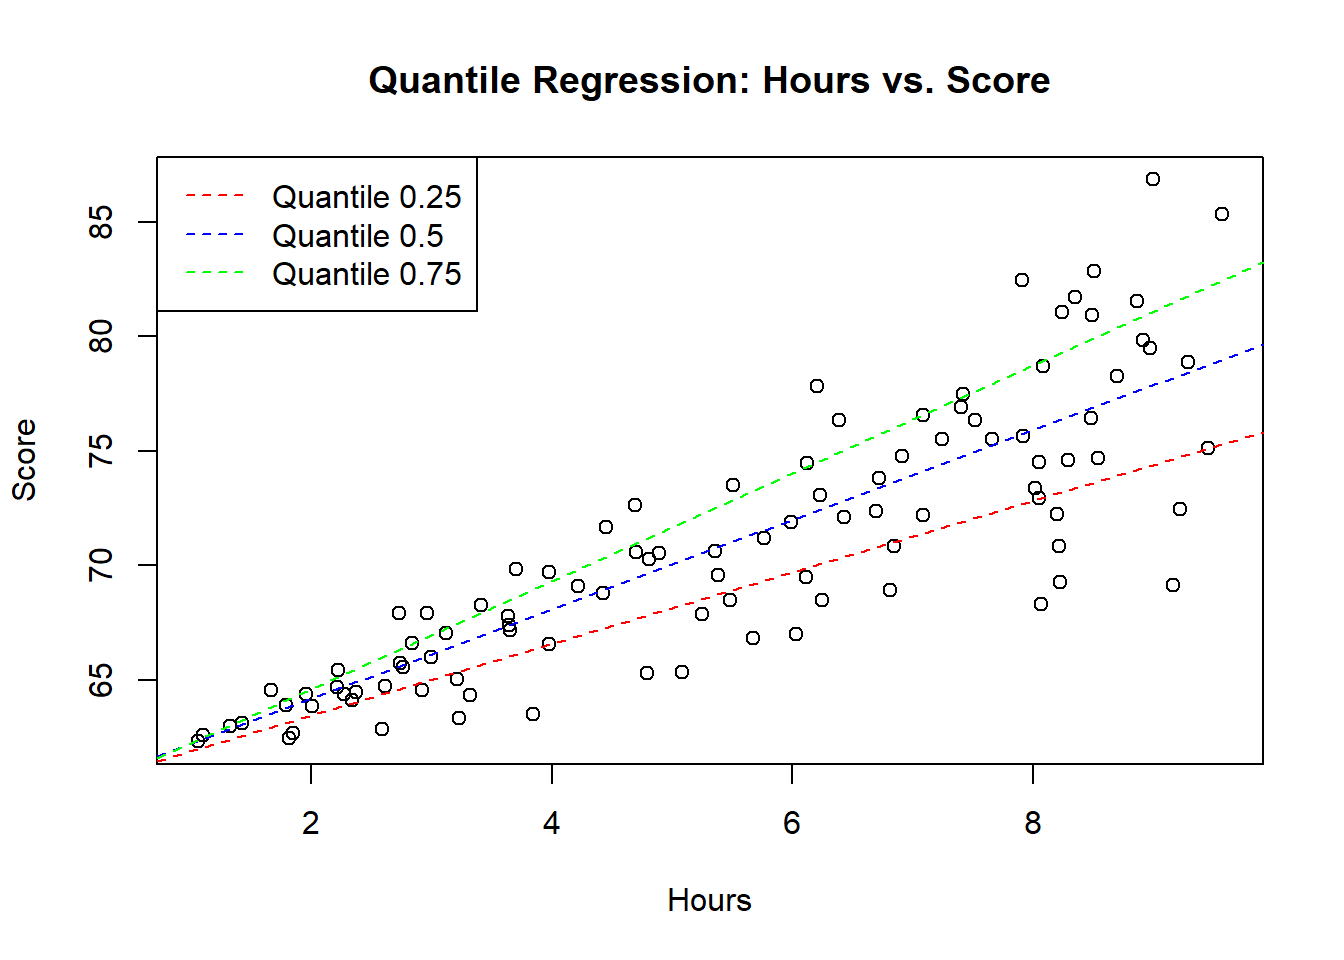 Quantile Regression: Hours vs. Score
Quantile 0.25
Quantile 0.5
Quantile 0.75
85
80
75
70
65
Score
2 4 6 8
Hours